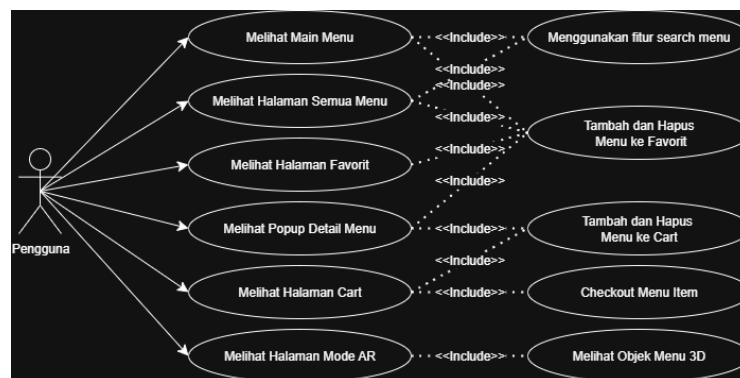 Melihat Main Menu
<<Include>>
Menggunakan fitur search menu
<<Include>>
<<Include>>
Melihat Halaman Semua Menu
<<Include>>
Tambah dan Hapus
Menu ke Favorit
<<Include>>
Melihat Halaman Favorit
<<Include>>
Pengguna
Melihat Popup Detail Menu
<<Include>>
Tambah dan Hapus
Menu ke Cart
<<Include>>
Melihat Halaman Cart
<<Include>>
Checkout Menu Item
Melihat Halaman Mode AR
<<Include>>
Melihat Objek Menu 3D